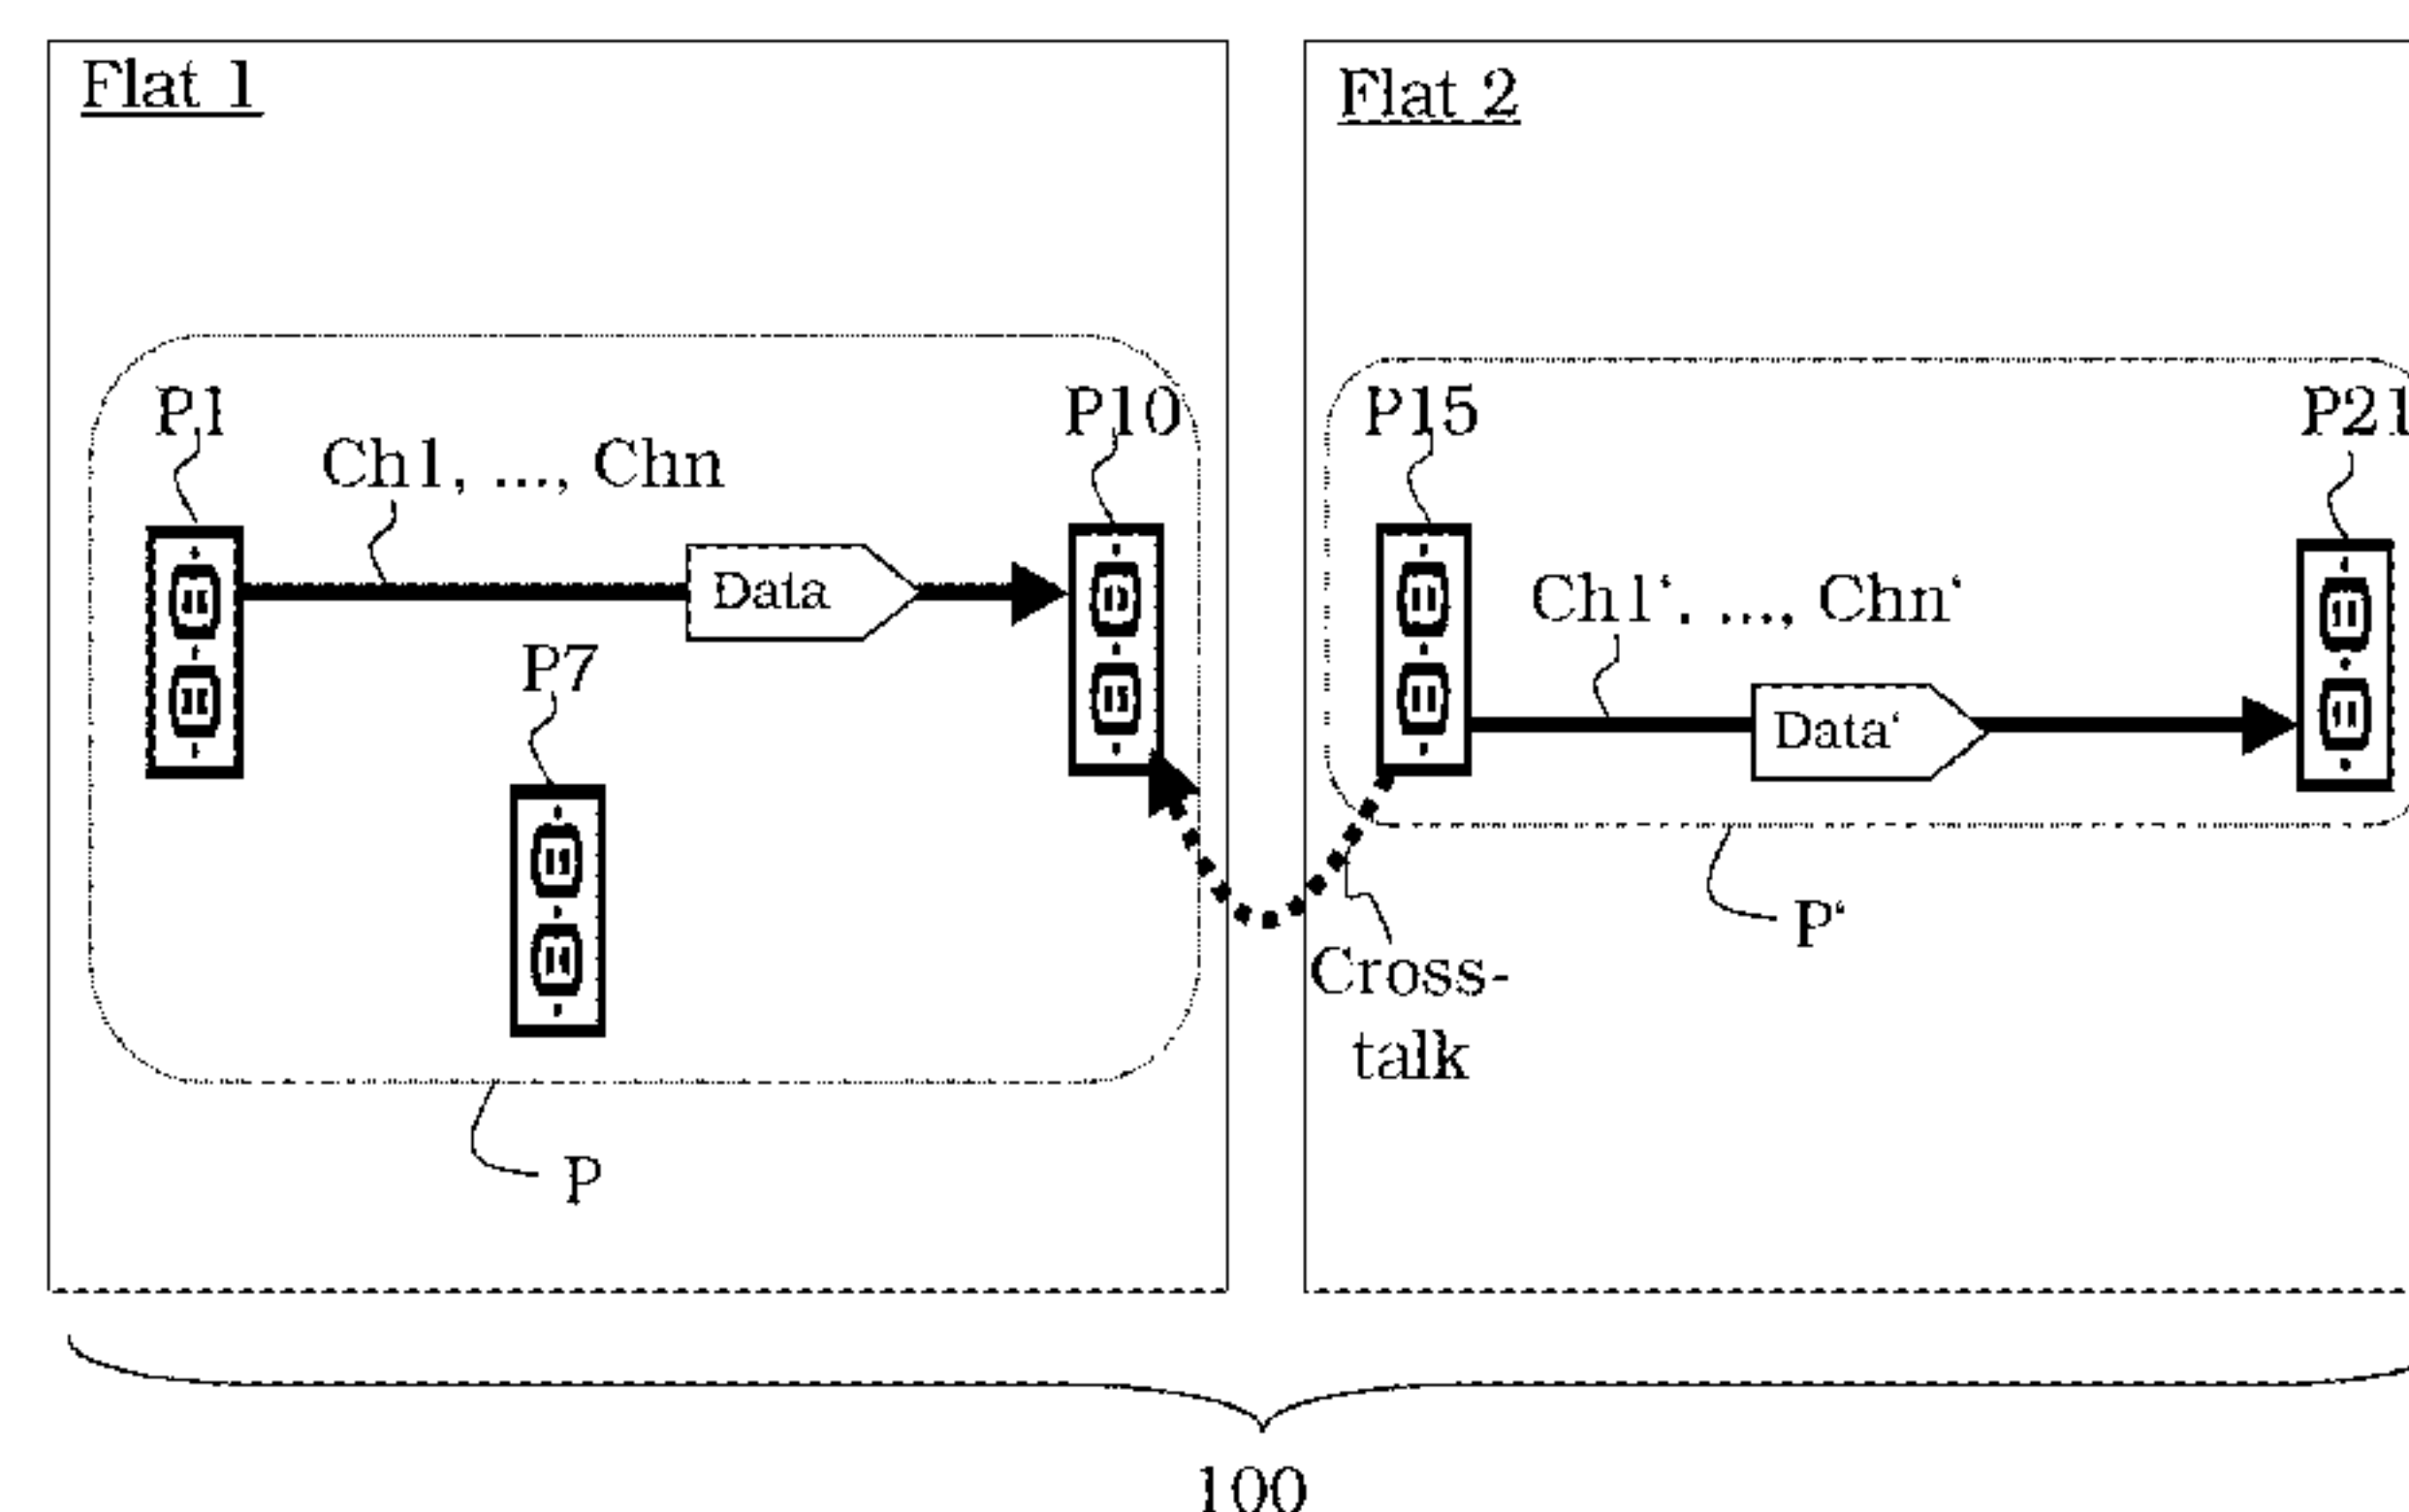 Flat 1
Flat 2
P1
P10
P15
P21
Ch1, ..., Chn
Data
Ch1‘. ..., Chn‘
P7
Data‘
P‘
Cross-
talk
P
100